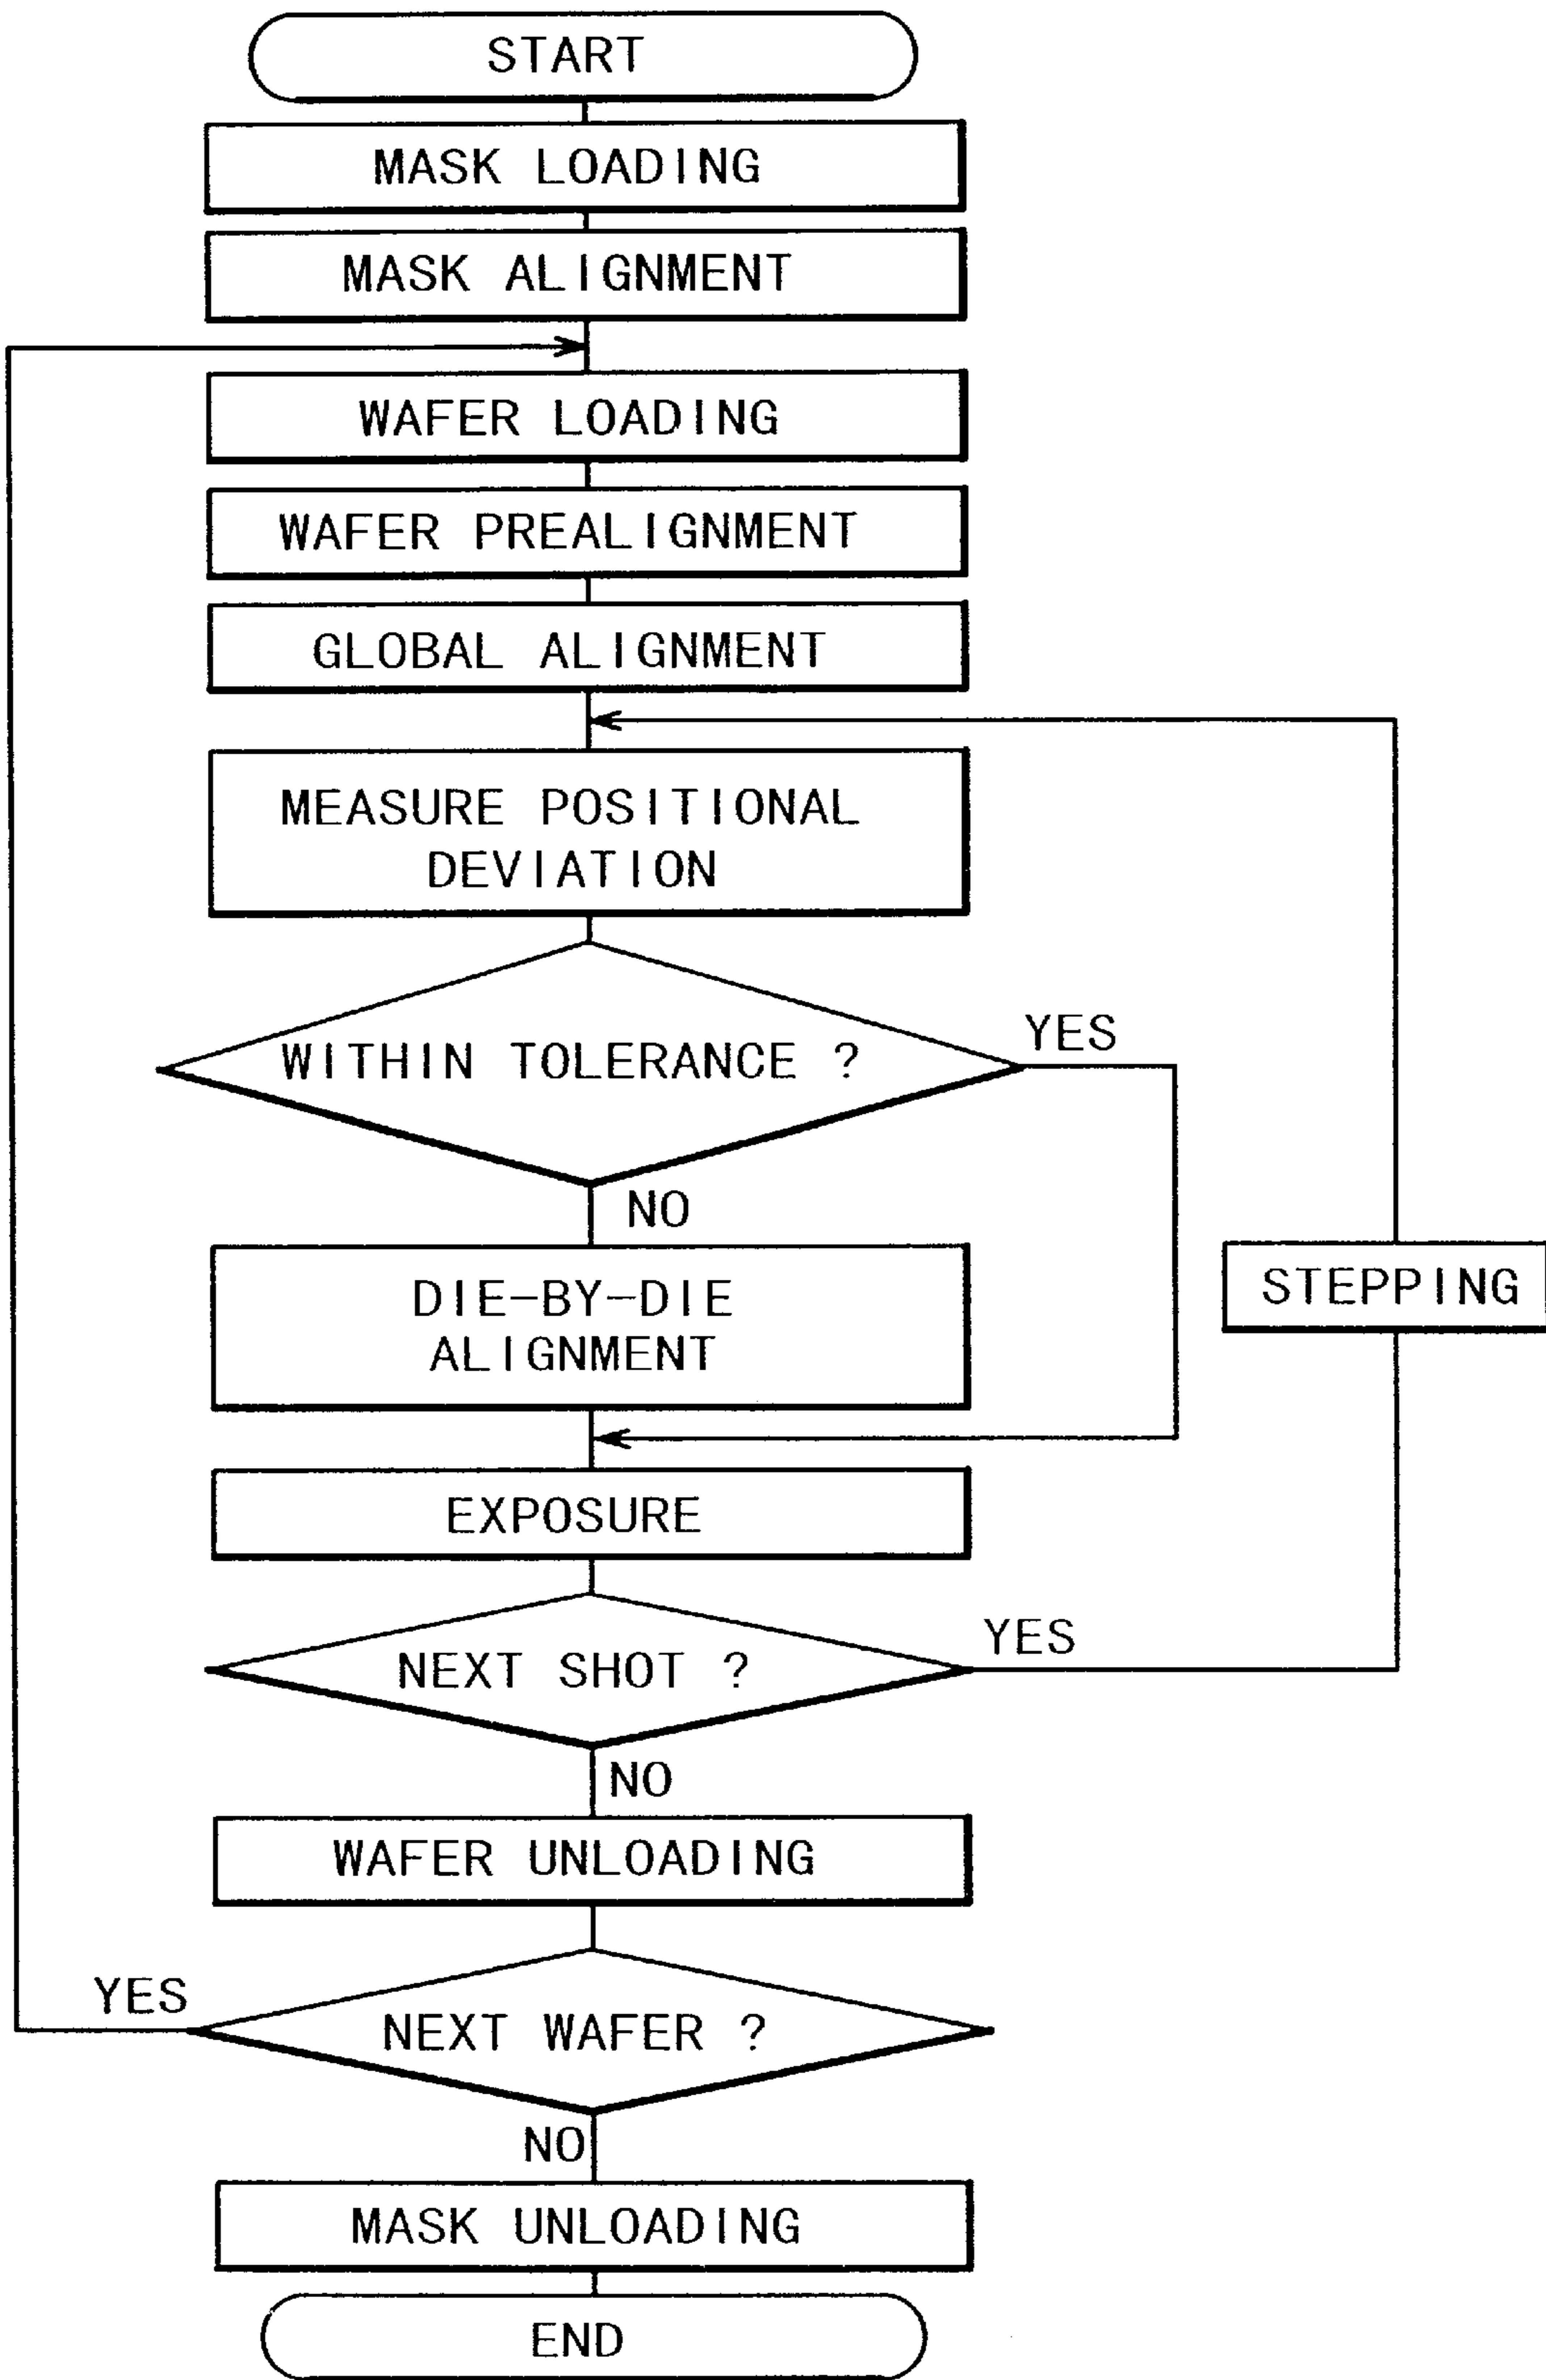 START
MASK LOADING
MASK ALIGNMENT
WAFER LOADING
WAFER PREALIGNMENT
GLOBAL ALIGNMENT
MEASURE POSITIONAL
DEVIATION
WITHIN TOLERANCE ?
YES
NO
DIE-BY-DIE
ALIGNMENT
STEPPING
EXPOSURE
NEXT SHOT ?
YES
NO
WAFER UNLOADING
YES
NEXT WAFER ?
NO
MASK UNLOADING
END